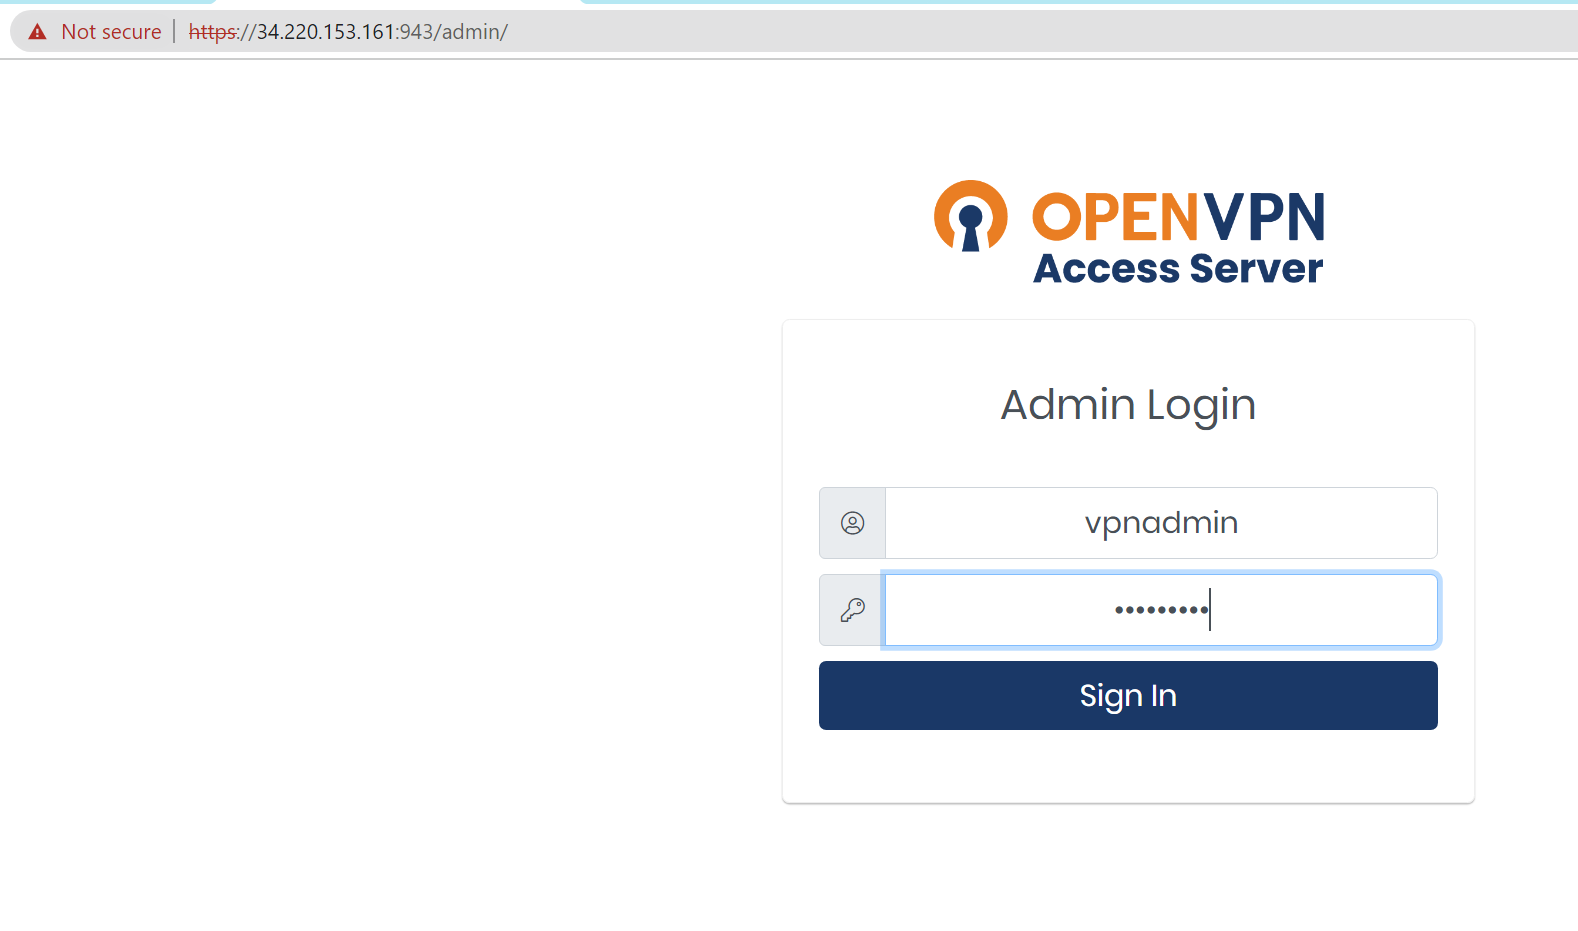 Not secure | https://34.220.153.161:943/admin/
OPENVPN
Access Server
Admin Login
vpnadmin
•••••••••
Sign In